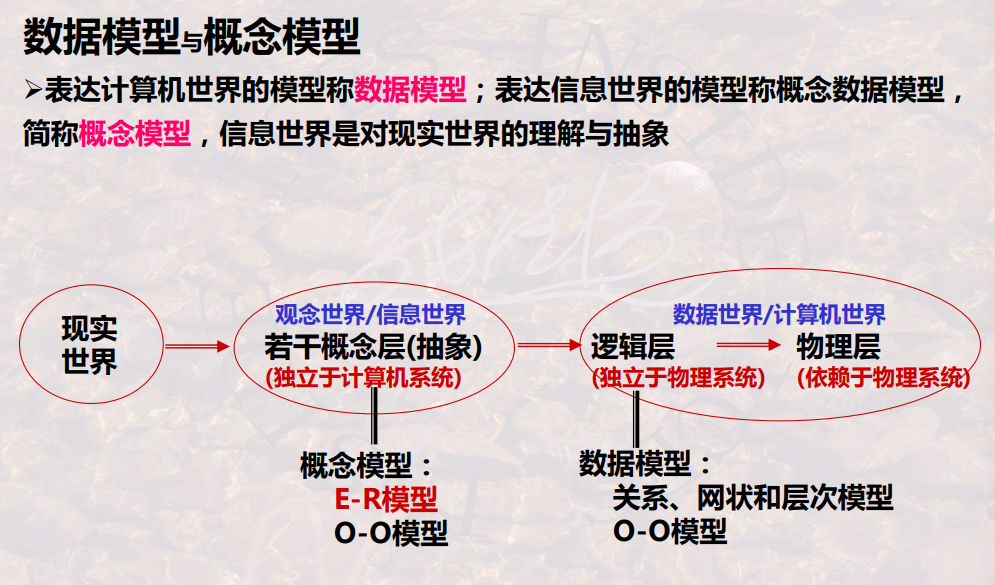 数据模型与概念模型
➢表达计算机世界的模型称数据模型；表达信息世界的模型称概念数据模型，
简称概念模型，信息世界是对现实世界的理解与抽象
现实
世界
观念世界/信息世界
若干概念层(抽象)
(独立于计算机系统)
数据世界/计算机世界
逻辑层
物理层
(独立于物理系统)
(依赖于物理系统)
概念模型：
E-R模型
O-O模型
数据模型：
关系、网状和层次模型
O-O模型